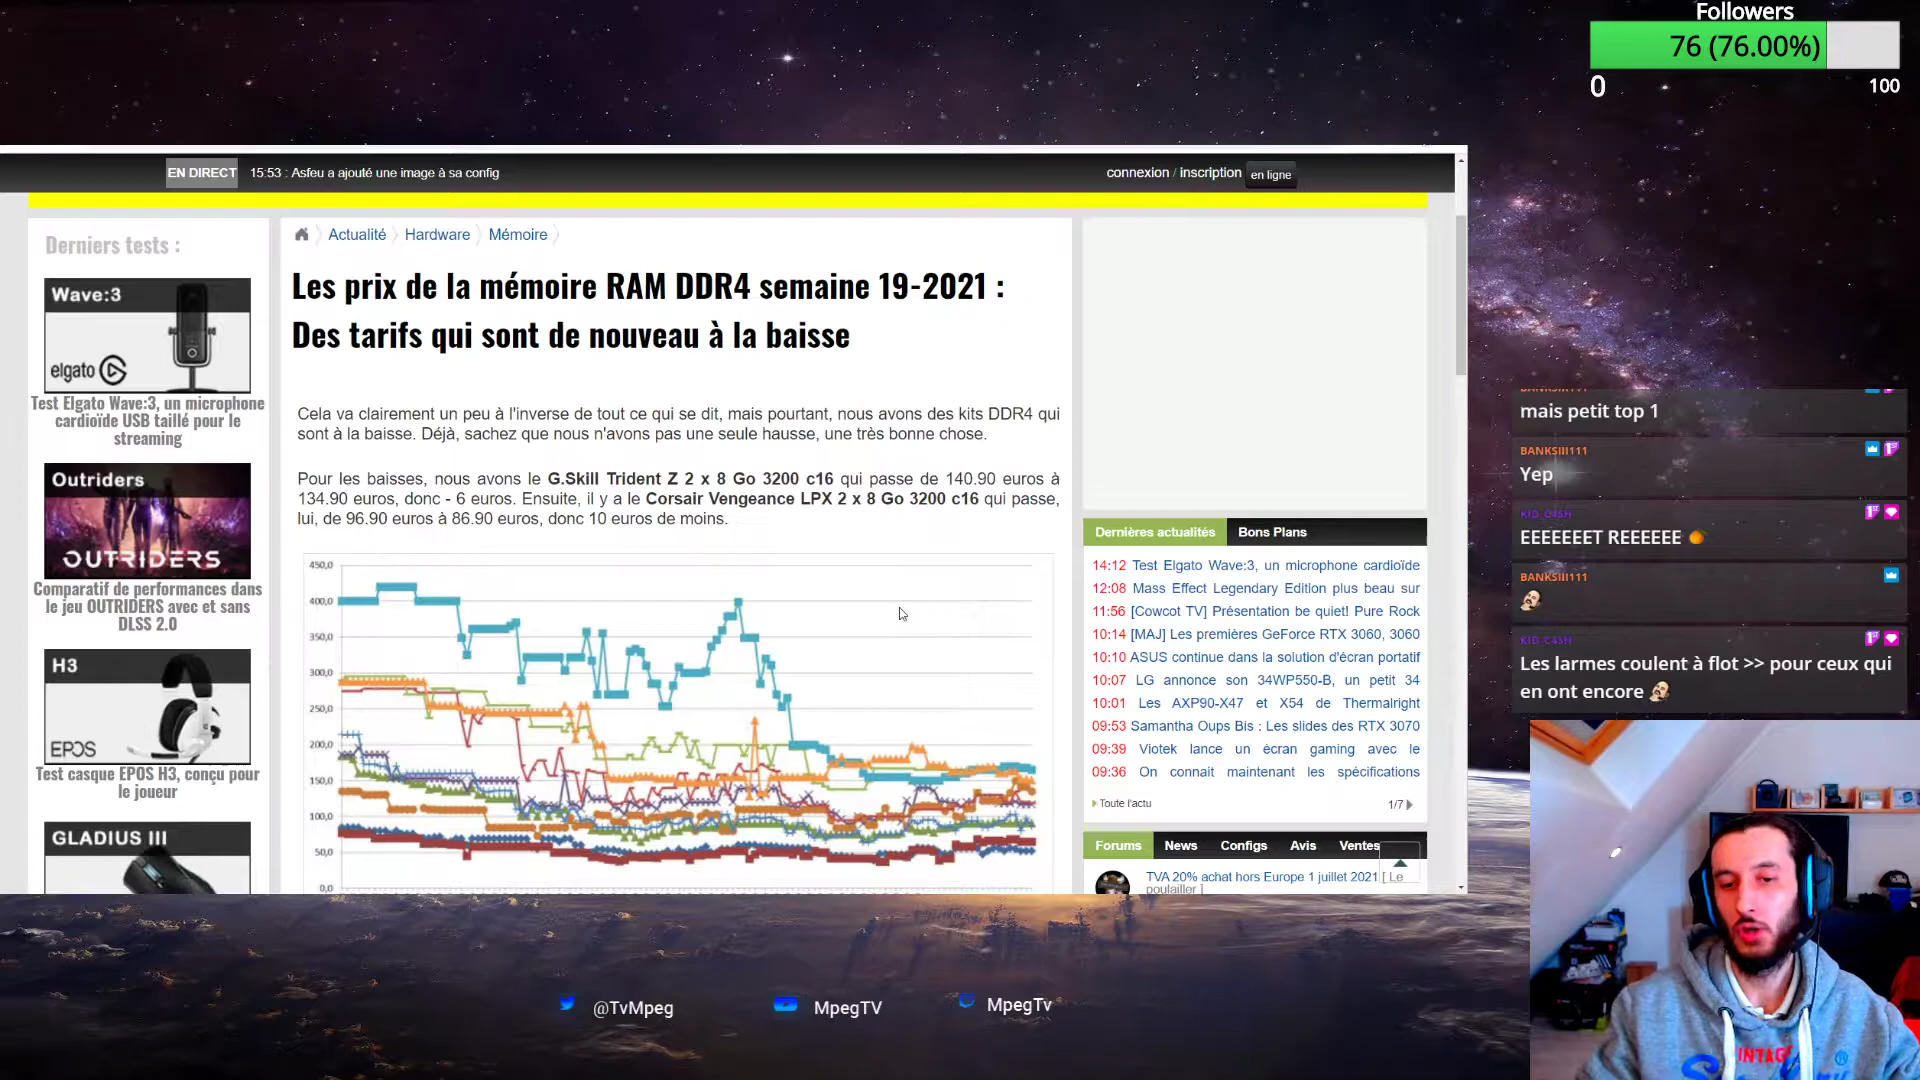 Followers
76 (76.00%)
0
100
EN DIRECT
15:53 : Asfeu a ajouté une image à sa config
connexion / inscription
en ligne
Derniers tests :
Wave:3
elgato
Test Elgato Wave:3, un microphone
cardioïde USB taillé pour le
streaming
Outriders
OUTRIDERS
Comparatif de performances dans
le jeu OUTRIDERS avec et sans
DLSS 2.0
H3
EPOS
Test casque EPOS H3, conçu pour
le joueur
GLADIUS III
Actualité
Hardware
Mémoire
Les prix de la mémoire RAM DDR4 semaine 19-2021 :
Des tarifs qui sont de nouveau à la baisse
Cela va clairement un peu à l'inverse de tout ce qui se dit, mais pourtant, nous avons des kits DDR4 qui
sont à la baisse. Déjà, sachez que nous n'avons pas une seule hausse, une très bonne chose.
Pour les baisses, nous avons le G.Skill Trident Z 2 x 8 Go 3200 c16 qui passe de 140.90 euros à
134.90 euros, donc - 6 euros. Ensuite, il y a le Corsair Vengeance LPX 2 x 8 Go 3200 c16 qui passe,
lui, de 96.90 euros à 86.90 euros, donc 10 euros de moins.
450,0
400,0
350,0
300,0
250,0
200,0
150,0
100,0
50,0
0,0
Dernières actualités
Bons Plans
14:12 Test Elgato Wave:3, un microphone cardioïde
12:08 Mass Effect Legendary Edition plus beau sur
11:56 [Cowcot TV] Présentation be quiet! Pure Rock
10:14 [MAJ] Les premières GeForce RTX 3060, 3060
10:10 ASUS continue dans la solution d'écran portatif
10:07 LG annonce son 34WP550-B, un petit 34
10:01 Les AXP90-X47 et X54 de Thermalright
09:53 Samantha Oups Bis : Les slides des RTX 3070
09:39 Viotek lance un écran gaming avec le
09:36 On connait maintenant les spécifications
Toute l'actu
1/7
Forums
News
Configs
Avis
Ventes
TVA 20% achat hors Europe 1 juillet 2021 [ Le
poulailler ]
BANKSIII111
mais petit top 1
BANKSIII111
Yep
KID C4SH
EEEEEEET REEEEEE
BANKSIII111
KID C4SH
Les larmes coulent à flot >> pour ceux qui
en ont encore
@TvMpeg
MpegTV
MpegTv
INTAG